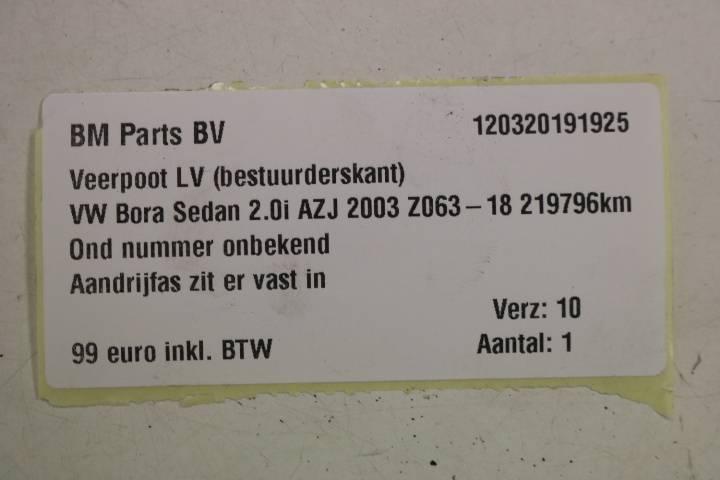 BM Parts BV 120320191925
Veerpoot LV (bestuurderskant)
VW Bora Sedan 2.0i AZJ 2003 Z063-18 219796km
Ond nummer onbekend
Aandrijfas zit er vast in
Verz: 10
99 euro inkl. BTW Aantal: 1